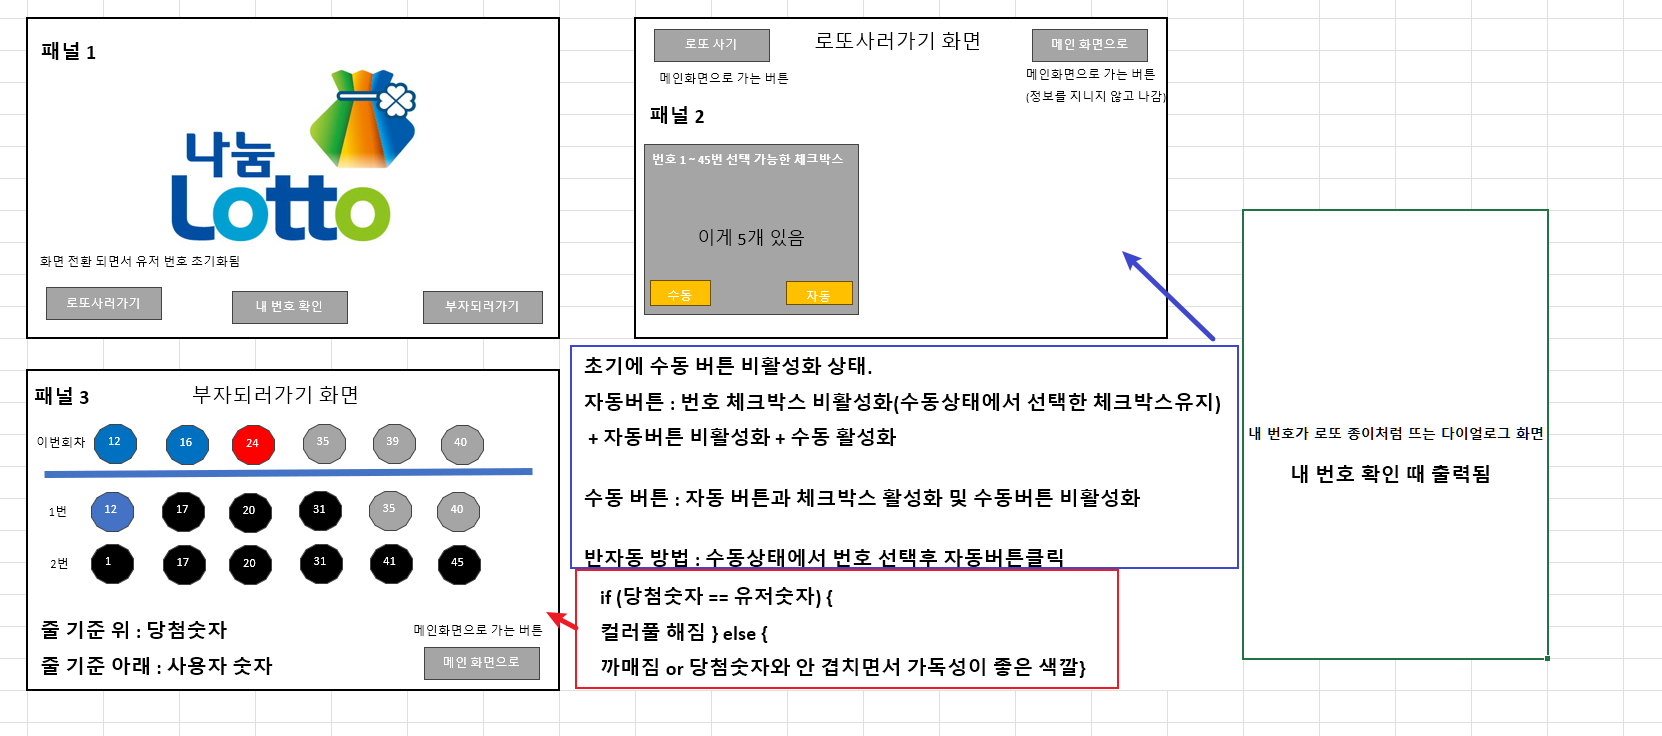 패널 1
나눔
Lotto
화면 전환 되면서 유저 번호 초기화됨
로또사러가기
내 번호 확인
부자되러가기
로또 사기
로또사러가기 화면
메인 화면으로
메인화면으로 가는 버튼
메인화면으로 가는 버튼
(정보를 지니지 않고 나감)
패널 2
번호 1 ~ 45번 선택 가능한 체크박스
이게 5개 있음
수동
자동
초기에 수동 버튼 비활성화 상태.
자동버튼 : 번호 체크박스 비활성화(수동상태에서 선택한 체크박스유지)
+ 자동버튼 비활성화 + 수동 활성화
수동 버튼 : 자동 버튼과 체크박스 활성화 및 수동버튼 비활성화
반자동 방법 : 수동상태에서 번호 선택후 자동버튼클릭
패널 3
부자되러가기 화면
이번회차 12 16 24 35 39 40
1번 12 17 20 31 35 40
2번 1 17 20 31 41 45
줄 기준 위 : 당첨숫자
줄 기준 아래 : 사용자 숫자
메인화면으로 가는 버튼
메인 화면으로
if (당첨숫자 == 유저숫자) {
컬러풀 해짐 } else {
까매짐 or 당첨숫자와 안 겹치면서 가독성이 좋은 색깔}
내 번호가 로또 종이처럼 뜨는 다이얼로그 화면
내 번호 확인 때 출력됨